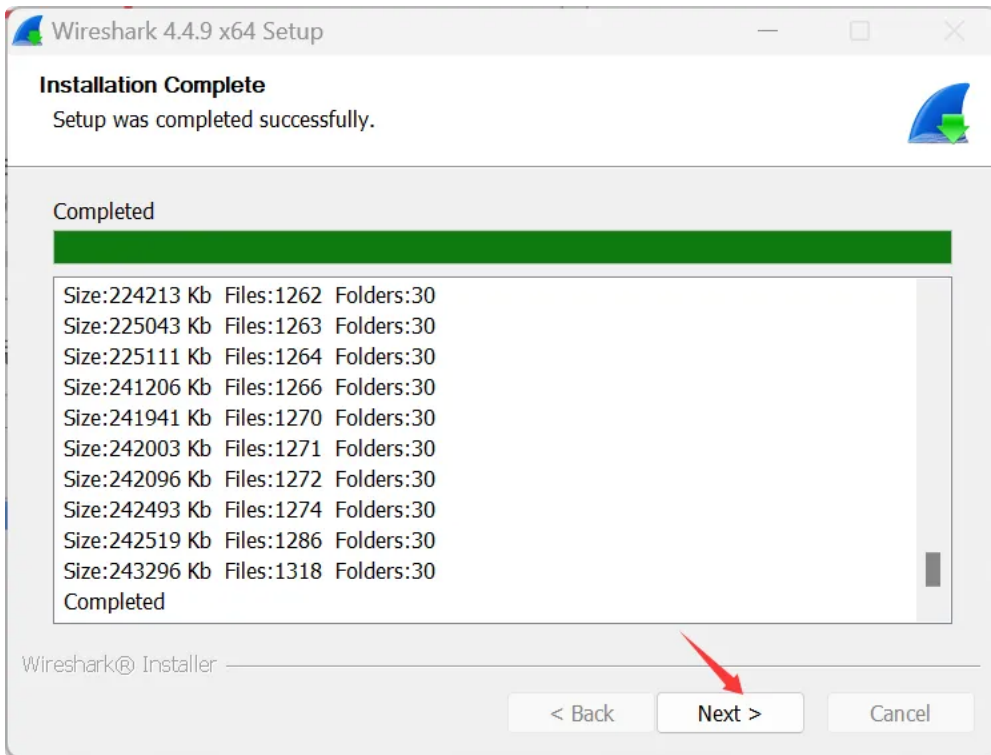 Wireshark 4.4.9 x64 Setup
Installation Complete
Setup was completed successfully.
Completed
Size:224213 Kb Files:1262 Folders:30
Size:225043 Kb Files:1263 Folders:30
Size:225111 Kb Files:1264 Folders:30
Size:241206 Kb Files:1266 Folders:30
Size:241941 Kb Files:1270 Folders:30
Size:242003 Kb Files:1271 Folders:30
Size:242096 Kb Files:1272 Folders:30
Size:242493 Kb Files:1274 Folders:30
Size:242519 Kb Files:1286 Folders:30
Size:243296 Kb Files:1318 Folders:30
Completed
Wireshark® Installer
< Back Next > Cancel